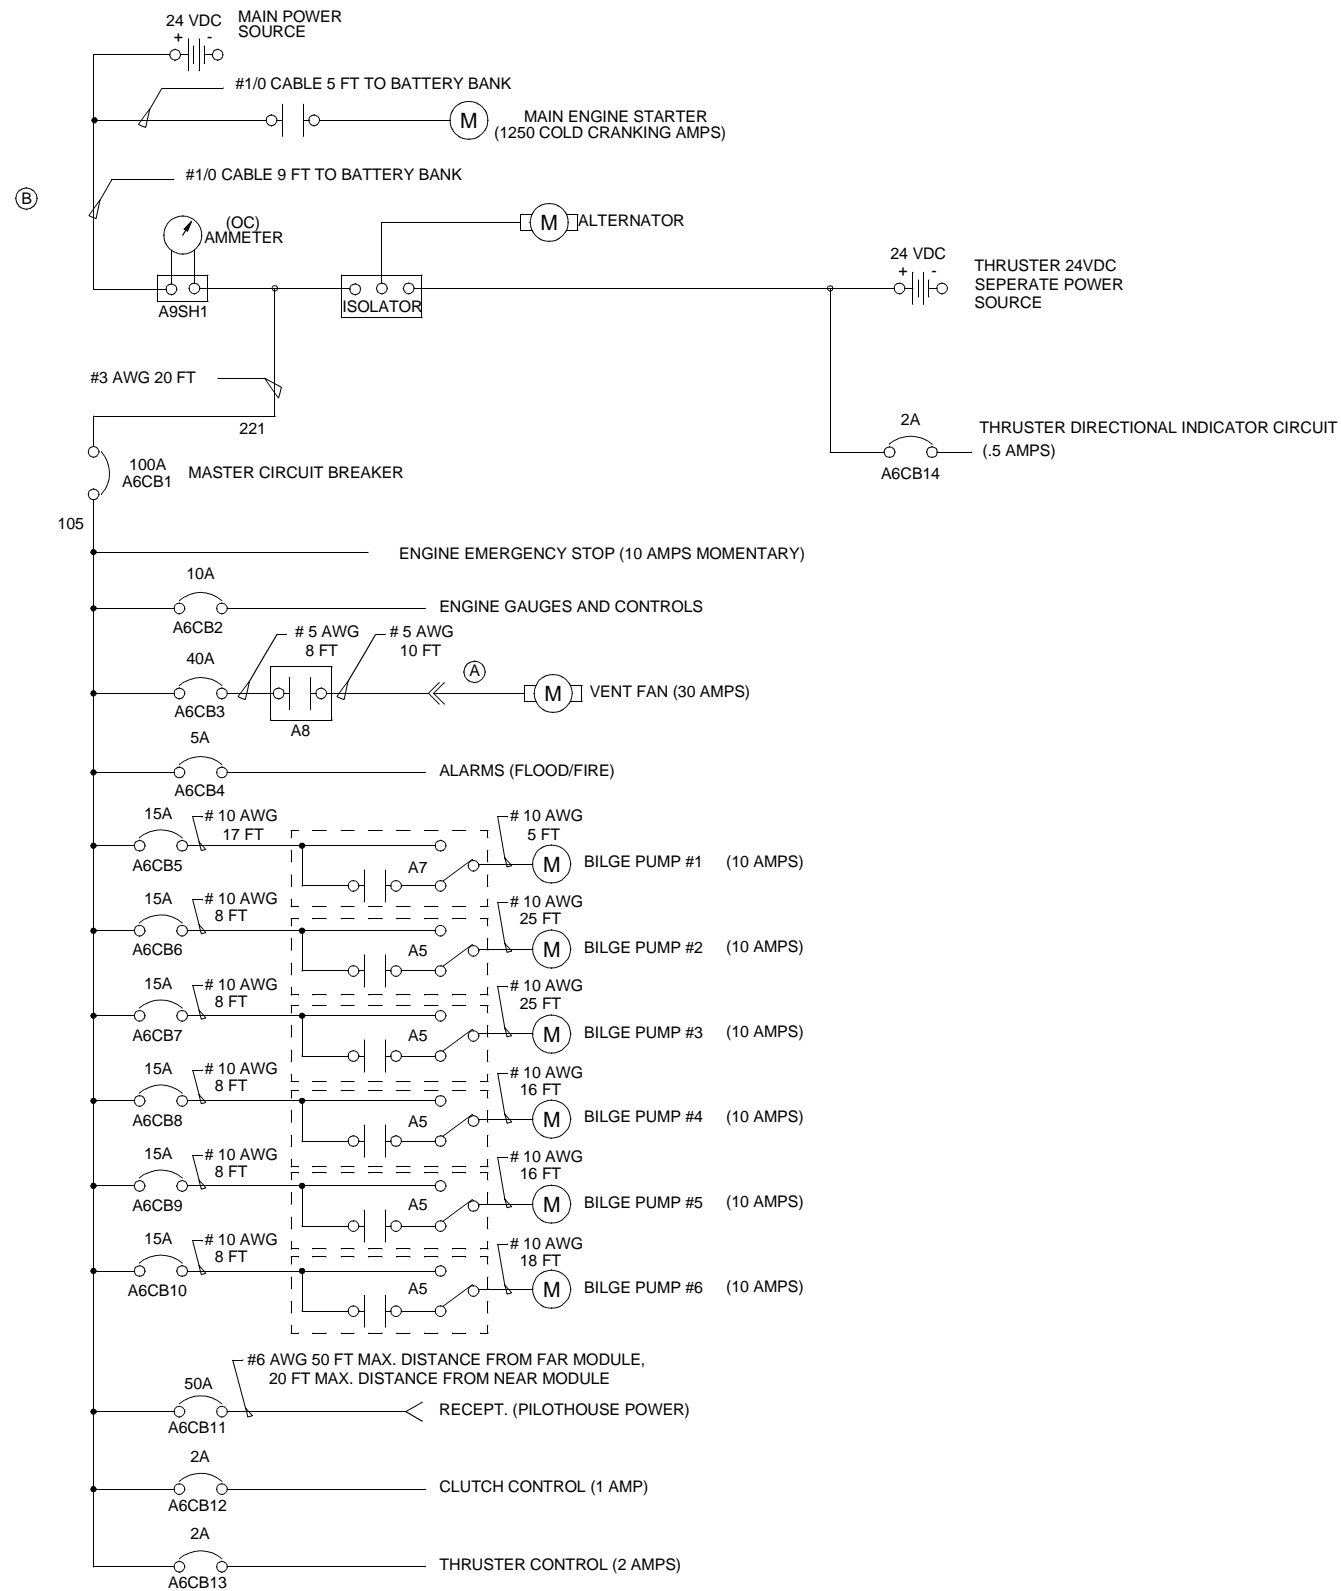 24 VDC
MAIN POWER
SOURCE
+ -
#1/0 CABLE 5 FT TO BATTERY BANK
M
MAIN ENGINE STARTER
(1250 COLD CRANKING AMPS)
#1/0 CABLE 9 FT TO BATTERY BANK
B
(OC)
AMMETER
M
ALTERNATOR
24 VDC
+ -
THRUSTER 24VDC
SEPERATE POWER
SOURCE
A9SH1
ISOLATOR
#3 AWG 20 FT
221
2A
A6CB14
THRUSTER DIRECTIONAL INDICATOR CIRCUIT
(.5 AMPS)
100A
A6CB1
MASTER CIRCUIT BREAKER
105
ENGINE EMERGENCY STOP (10 AMPS MOMENTARY)
10A
A6CB2
ENGINE GAUGES AND CONTROLS
# 5 AWG
8 FT
# 5 AWG
10 FT
40A
A6CB3
A8
A
M
VENT FAN (30 AMPS)
5A
A6CB4
ALARMS (FLOOD/FIRE)
15A
A6CB5
# 10 AWG
17 FT
A7
# 10 AWG
5 FT
M
BILGE PUMP #1 (10 AMPS)
15A
A6CB6
# 10 AWG
8 FT
A5
# 10 AWG
25 FT
M
BILGE PUMP #2 (10 AMPS)
15A
A6CB7
# 10 AWG
8 FT
A5
# 10 AWG
25 FT
M
BILGE PUMP #3 (10 AMPS)
15A
A6CB8
# 10 AWG
8 FT
A5
# 10 AWG
16 FT
M
BILGE PUMP #4 (10 AMPS)
15A
A6CB9
# 10 AWG
8 FT
A5
# 10 AWG
16 FT
M
BILGE PUMP #5 (10 AMPS)
15A
A6CB10
# 10 AWG
8 FT
A5
# 10 AWG
18 FT
M
BILGE PUMP #6 (10 AMPS)
#6 AWG 50 FT MAX. DISTANCE FROM FAR MODULE,
20 FT MAX. DISTANCE FROM NEAR MODULE
50A
A6CB11
RECEPT. (PILOTHOUSE POWER)
2A
A6CB12
CLUTCH CONTROL (1 AMP)
2A
A6CB13
THRUSTER CONTROL (2 AMPS)